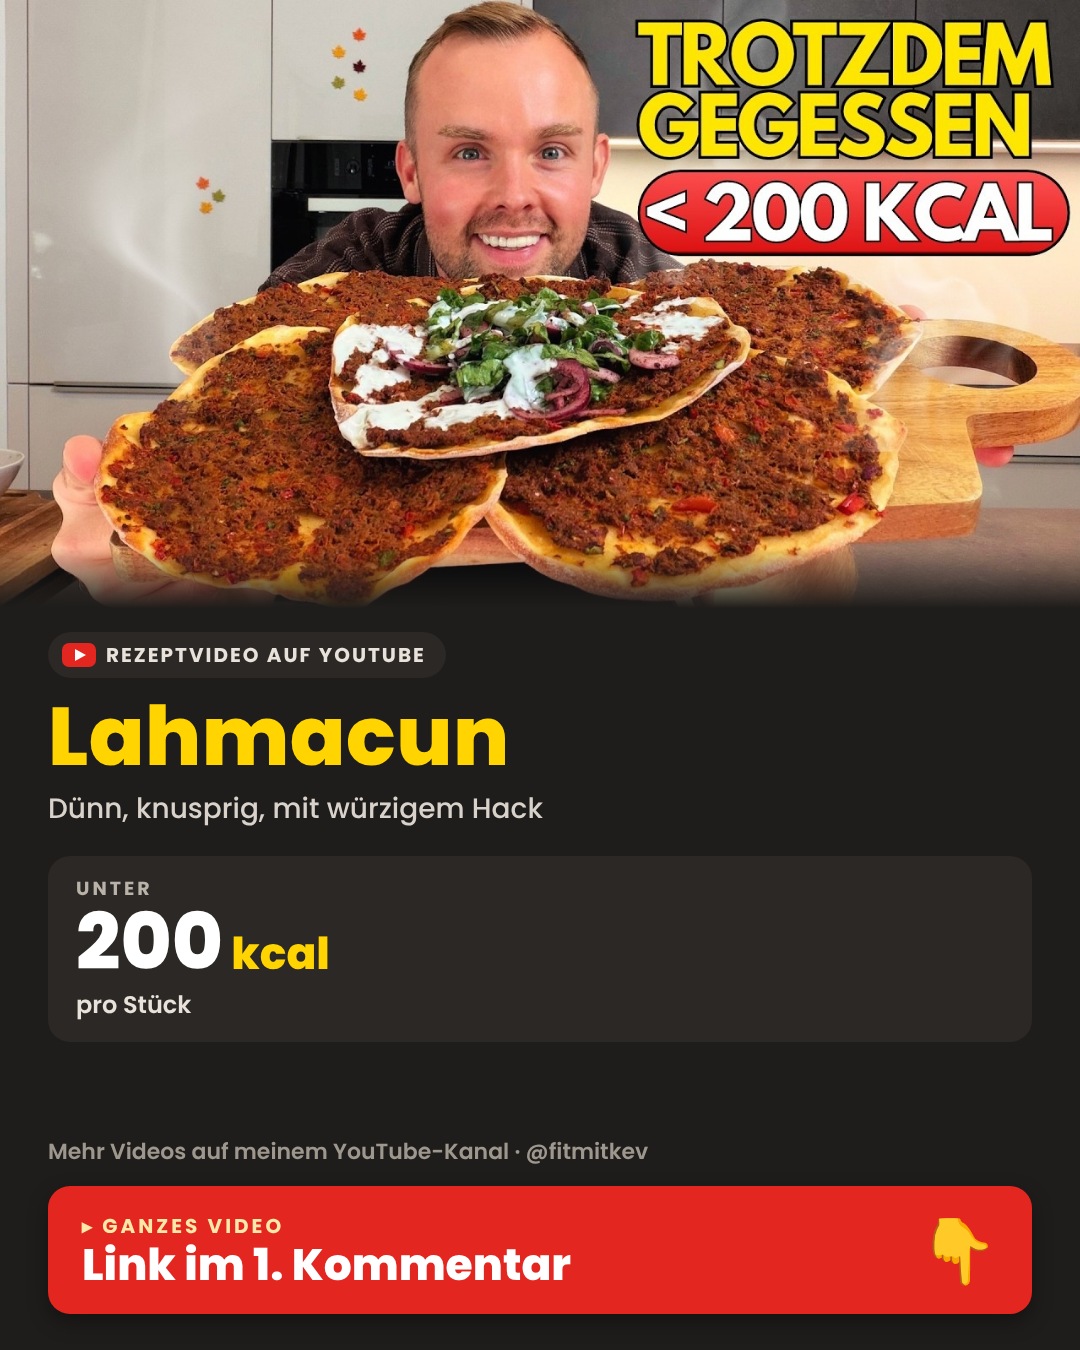 TROTZDEM
GEGESSEN
< 200 KCAL
REZEPTVIDEO AUF YOUTUBE
Lahmacun
Dünn, knusprig, mit würzigem Hack
UNTER
200 kcal
pro Stück
Mehr Videos auf meinem YouTube-Kanal · @fitmitkev
▸ GANZES VIDEO
Link im 1. Kommentar